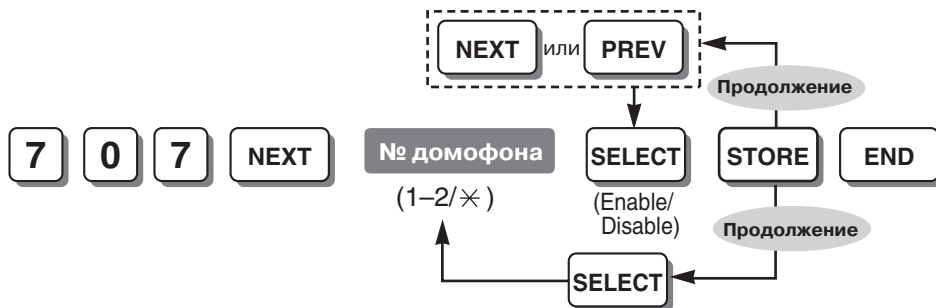 NEXT или PREV
Продолжение
7 0 7 NEXT № домофона SELECT STORE END
(1–2/✳) (Enable/
Disable)
Продолжение
SELECT